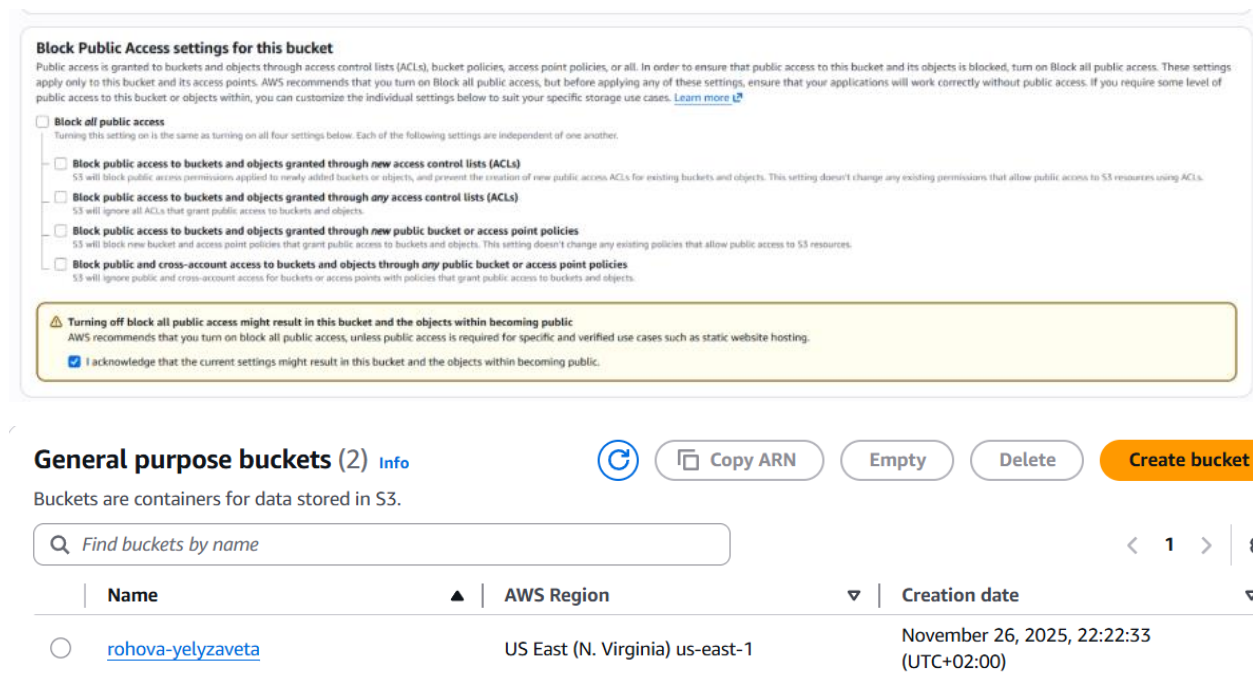 Block Public Access settings for this bucket
Public access is granted to buckets and objects through access control lists (ACLs), bucket policies, access point policies, or all. In order to ensure that public access to this bucket and its objects is blocked, turn on Block all public access. These settings
apply only to this bucket and its access points. AWS recommends that you turn on Block all public access, but before applying any of these settings, ensure that your applications will work correctly without public access. If you require some level of
public access to this bucket or objects within, you can customize the individual settings below to suit your specific storage use cases. Learn more
Block all public access
Turning this setting on is the same as turning on all four settings below. Each of the following settings are independent of one another.
Block public access to buckets and objects granted through new access control lists (ACLs)
S3 will block public access permissions applied to newly added buckets or objects, and prevent the creation of new public access ACLs for existing buckets and objects. This setting doesn't change any existing permissions that allow public access to S3 resources using ACLs.
Block public access to buckets and objects granted through any access control lists (ACLs)
S3 will ignore all ACLs that grant public access to buckets and objects.
Block public access to buckets and objects granted through new public bucket or access point policies
S3 will block new bucket and access point policies that grant public access to buckets and objects. This setting doesn't change any existing policies that allow public access to S3 resources.
Block public and cross-account access to buckets and objects through any public bucket or access point policies
S3 will ignore public and cross-account access for buckets or access points with policies that grant public access to buckets and objects.
Turning off block all public access might result in this bucket and the objects within becoming public
AWS recommends that you turn on block all public access, unless public access is required for specific and verified use cases such as static website hosting.
I acknowledge that the current settings might result in this bucket and the objects within becoming public.
General purpose buckets (2) Info
Copy ARN Empty Delete Create bucket
Buckets are containers for data stored in S3.
Find buckets by name
1
Name AWS Region Creation date
rohova-yelyzaveta US East (N. Virginia) us-east-1 November 26, 2025, 22:22:33
(UTC+02:00)